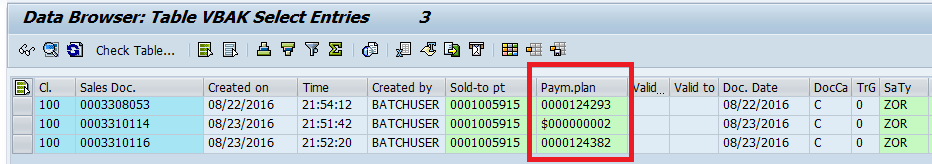 Data Browser: Table VBAK Select Entries 3
Check Table...
Cl. Sales Doc. Created on Time Created by Sold-to pt Paym.plan Valid... Valid to Doc. Date DocCa TrG SaTy
100 0003308053 08/22/2016 21:54:12 BATCHUSER 0001005915 0000124293 08/22/2016 C 0 ZOR
100 0003310114 08/23/2016 21:51:42 BATCHUSER 0001005915 $000000002 08/23/2016 C 0 ZOR
100 0003310116 08/23/2016 21:52:20 BATCHUSER 0001005915 0000124382 08/23/2016 C 0 ZOR